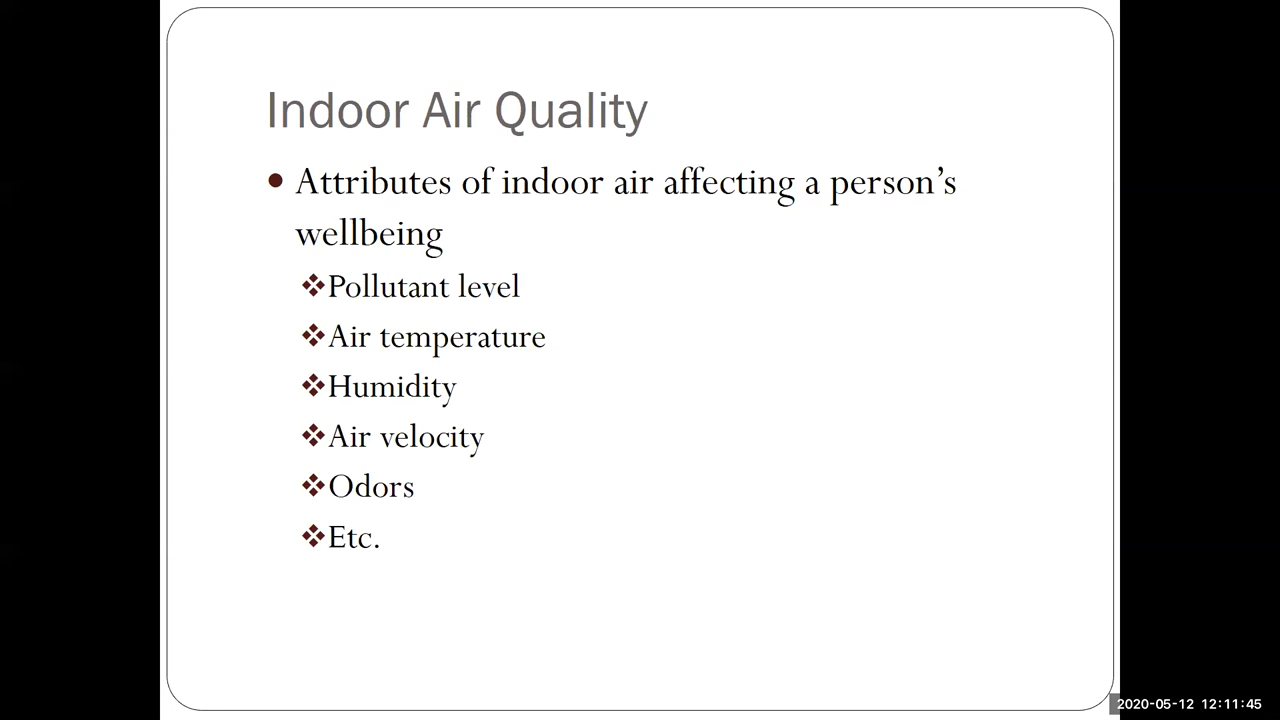 Indoor Air Quality
• Attributes of indoor air affecting a person’s
wellbeing
❖Pollutant level
❖Air temperature
❖Humidity
❖Air velocity
❖Odors
❖Etc.
2020-05-12 12:11:45